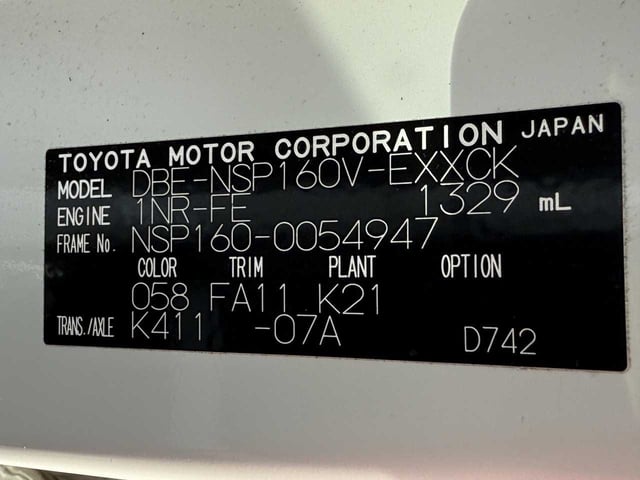 TOYOTA MOTOR CORPORATION JAPAN
MODEL DBE-NSP160V-EXXCK
ENGINE 1NR-FE 1329 mL
FRAME No. NSP160-0054947
COLOR TRIM PLANT OPTION
058 FA11 K21
TRANS./AXLE K411 -07A D742